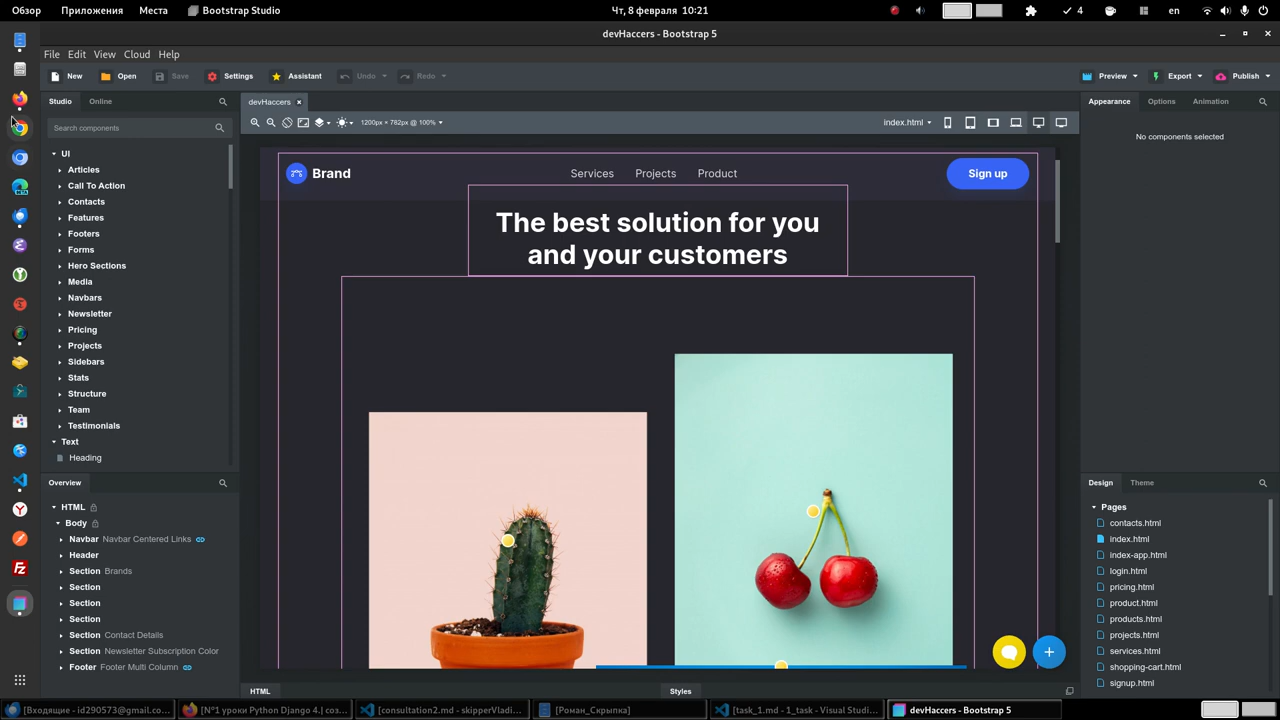 Обзор Приложения Места Bootstrap Studio Чт, 8 февраля 10:21 4 en
devHaccers - Bootstrap 5
File Edit View Cloud Help
New Open Save Settings Assistant Undo Redo Preview Export Publish
Studio Online
devHaccers
Appearance Options Animation
Search components
1200px × 782px @ 100%
index.html
No components selected
UI
Articles
Call To Action
Contacts
Features
Footers
Forms
Hero Sections
Media
Navbars
Newsletter
Pricing
Projects
Sidebars
Stats
Structure
Team
Testimonials
Text
Heading
Brand Services Projects Product Sign up
The best solution for you
and your customers
Overview
HTML
Body
Navbar Navbar Centered Links
Header
Section Brands
Section
Section
Section
Section Contact Details
Section Newsletter Subscription Color
Footer Footer Multi Column
Design Theme
Pages
contacts.html
index.html
index-app.html
login.html
pricing.html
product.html
products.html
projects.html
services.html
shopping-cart.html
signup.html
HTML Styles
[Входящие - id290573@gmail.co...
[№1 уроки Python Django 4.| соз...
[consultation2.md - skipperVladi...
[Роман_Скрыпка]
[task_1.md - 1_task - Visual Studi...
devHaccers - Bootstrap 5